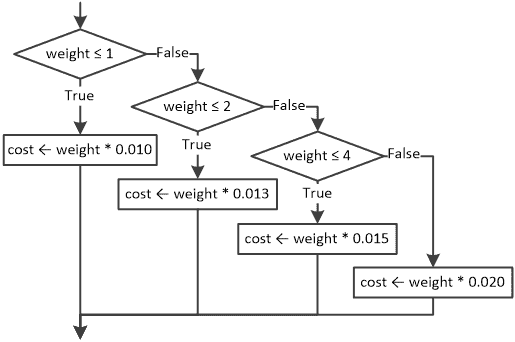 weight ≤ 1
False
True
weight ≤ 2
False
cost ← weight * 0.010
True
weight ≤ 4
False
cost ← weight * 0.013
True
cost ← weight * 0.015
cost ← weight * 0.020